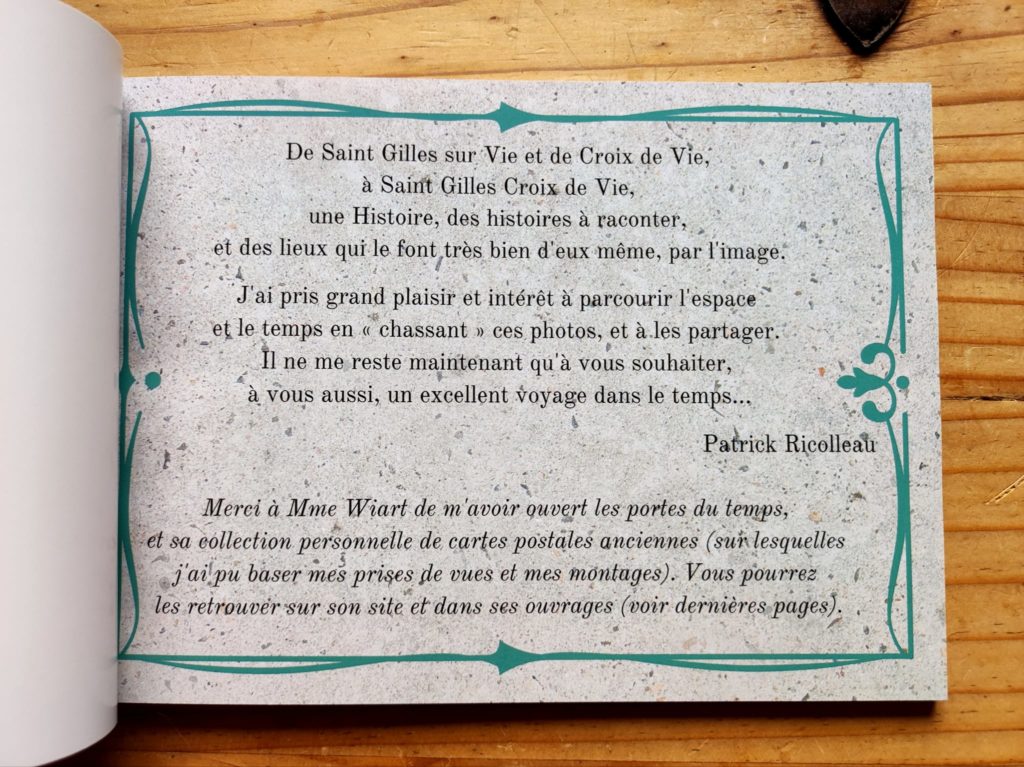 De Saint Gilles sur Vie et de Croix de Vie,
à Saint Gilles Croix de Vie,
une Histoire, des histoires à raconter,
et des lieux qui le font très bien d'eux même, par l'image.
J'ai pris grand plaisir et intérêt à parcourir l'espace
et le temps en « chassant » ces photos, et à les partager.
Il ne me reste maintenant qu'à vous souhaiter,
à vous aussi, un excellent voyage dans le temps...
Patrick Ricolleau
Merci à Mme Wiart de m'avoir ouvert les portes du temps,
et sa collection personnelle de cartes postales anciennes (sur lesquelles
j'ai pu baser mes prises de vues et mes montages). Vous pourrez
les retrouver sur son site et dans ses ouvrages (voir dernières pages).